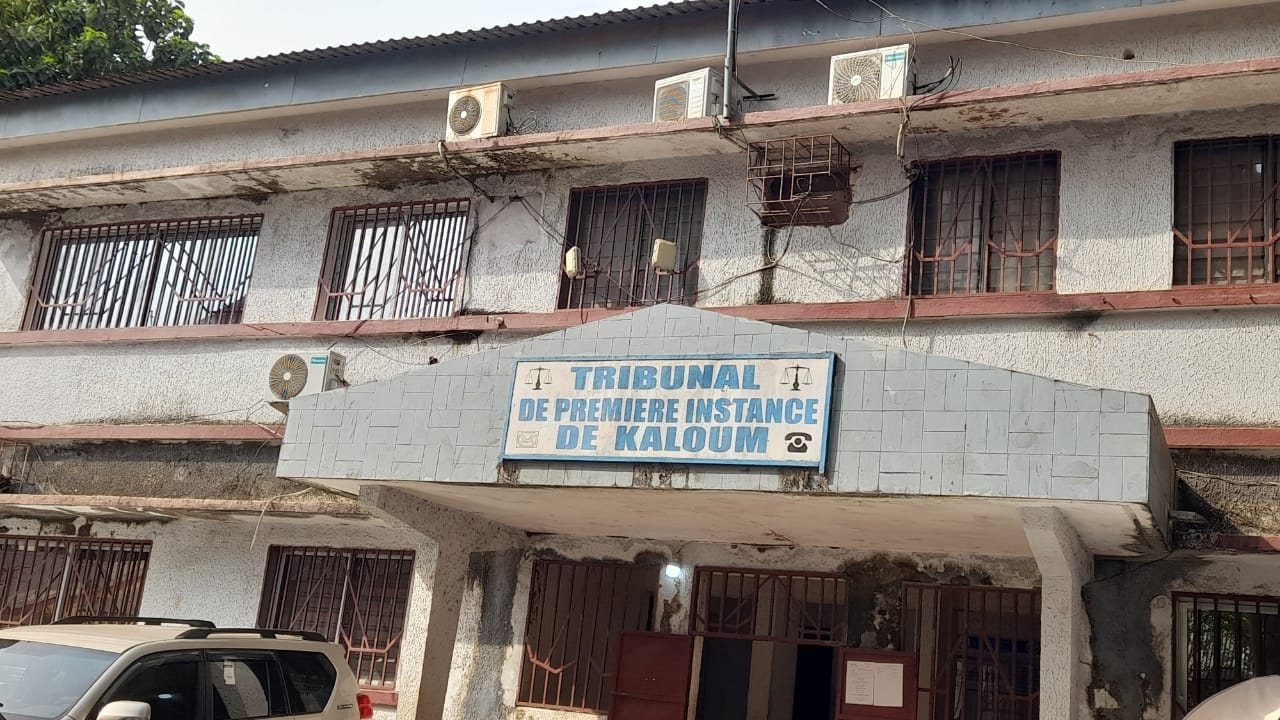 TRIBUNAL
DE PREMIERE INSTANCE
DE KALOUM